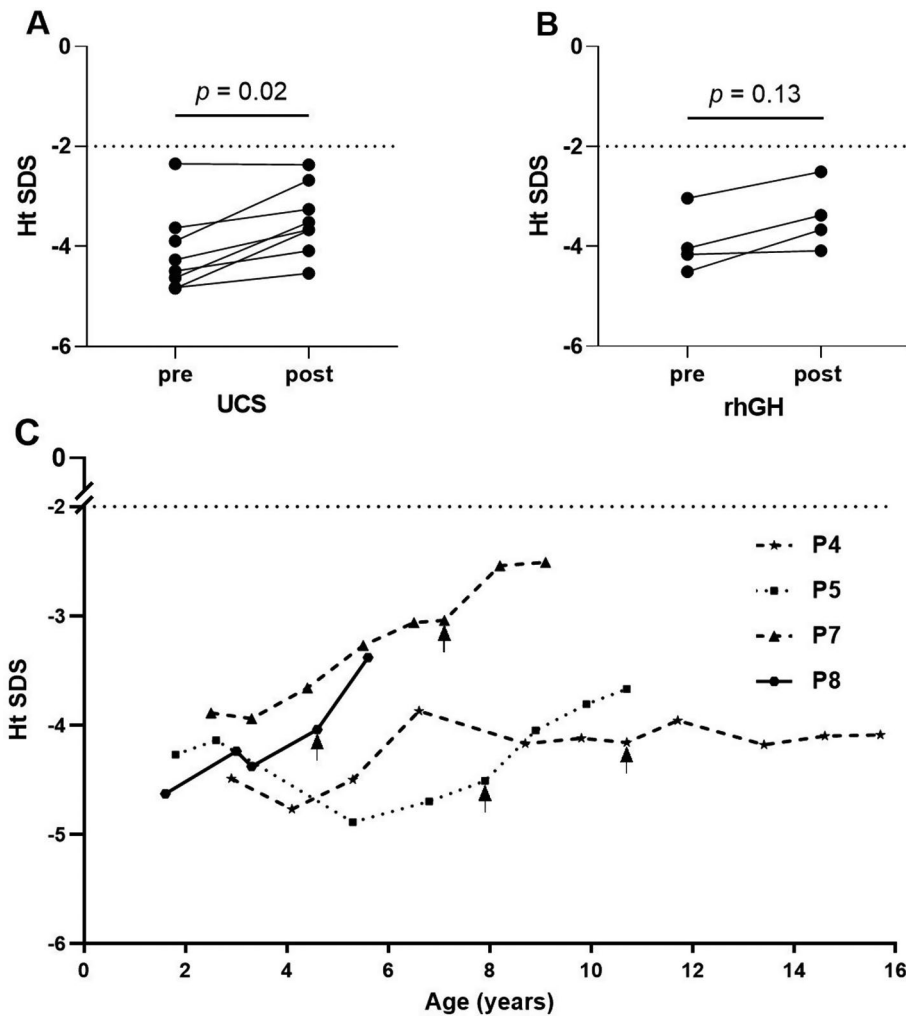 A
0
-2
-4
-6
Ht SDS
p = 0.02
pre
post
UCS
B
0
-2
-4
-6
Ht SDS
p = 0.13
pre
post
rhGH
C
0
-2
-3
-4
-5
-6
Ht SDS
P4
P5
P7
P8
0 2 4 6 8 10 12 14 16
Age (years)